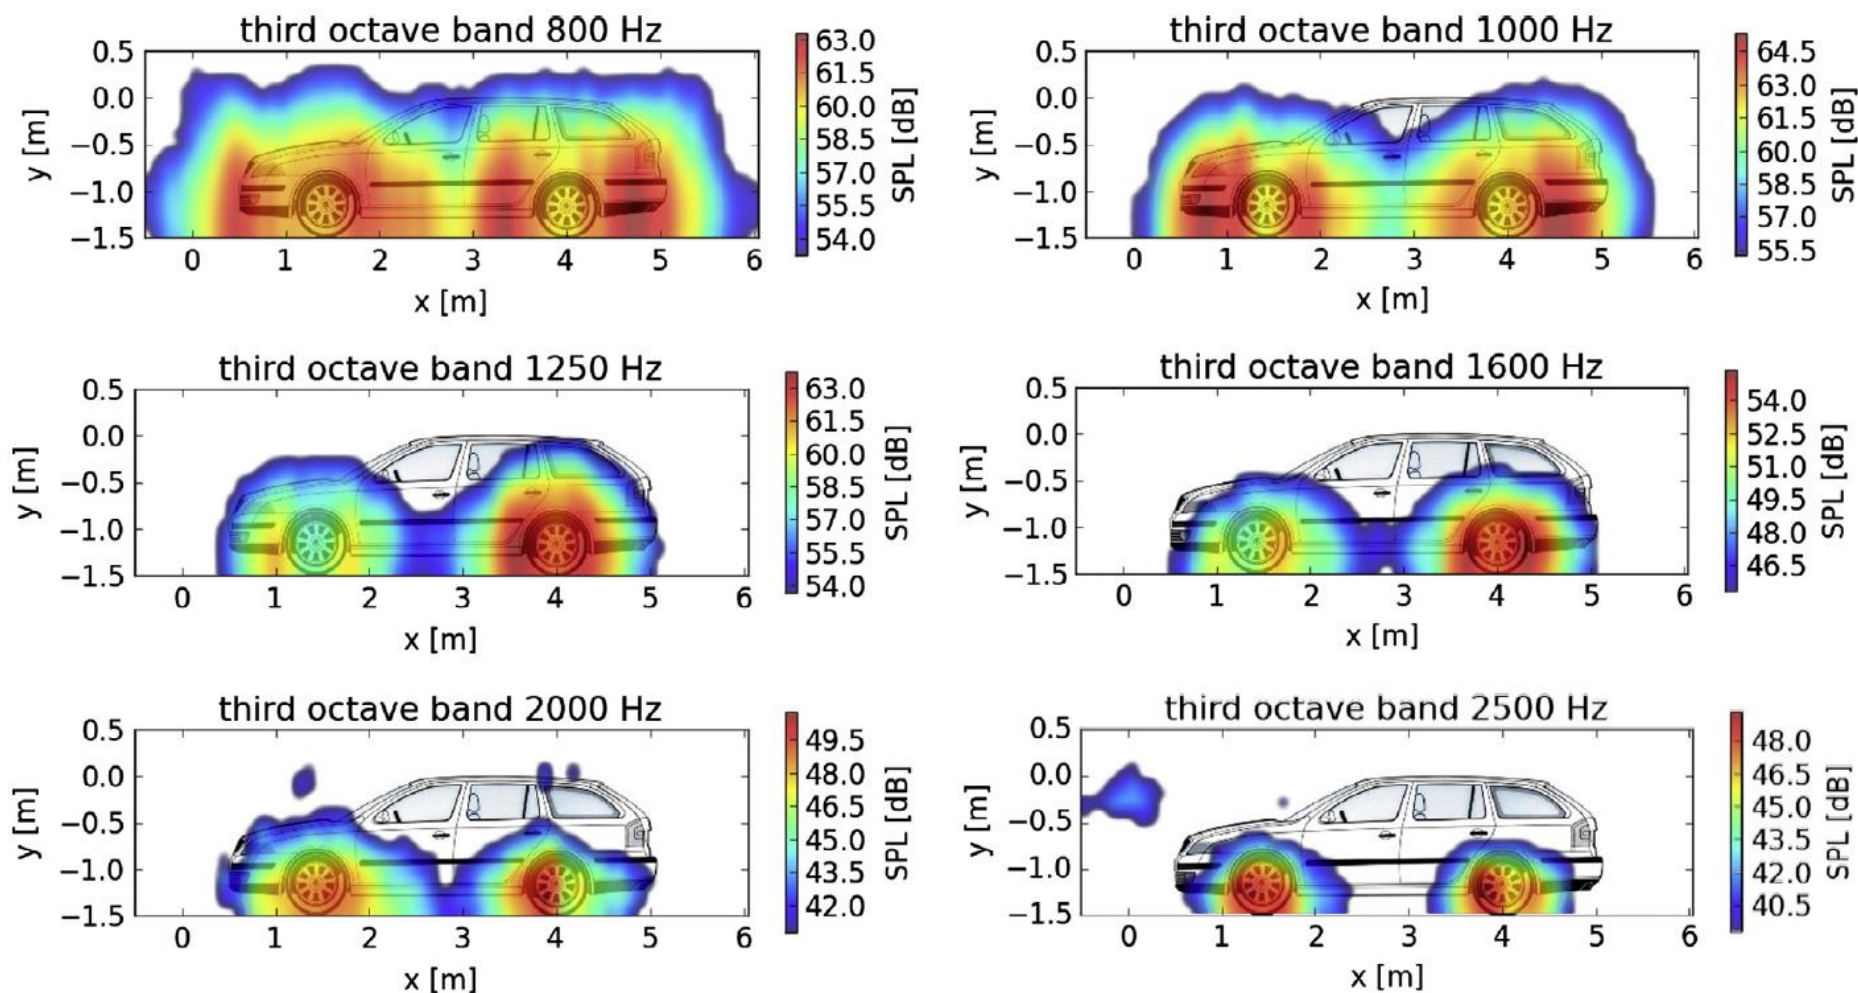 third octave band 800 Hz
0.5
0.0
−0.5
−1.0
−1.5
y [m]
0 1 2 3 4 5 6
x [m]
63.0
61.5
60.0
58.5
57.0
55.5
54.0
SPL [dB]
third octave band 1000 Hz
0.5
0.0
−0.5
−1.0
−1.5
y [m]
0 1 2 3 4 5 6
x [m]
64.5
63.0
61.5
60.0
58.5
57.0
55.5
SPL [dB]
third octave band 1250 Hz
0.5
0.0
−0.5
−1.0
−1.5
y [m]
0 1 2 3 4 5 6
x [m]
63.0
61.5
60.0
58.5
57.0
55.5
54.0
SPL [dB]
third octave band 1600 Hz
0.5
0.0
−0.5
−1.0
−1.5
y [m]
0 1 2 3 4 5 6
x [m]
54.0
52.5
51.0
49.5
48.0
46.5
SPL [dB]
third octave band 2000 Hz
0.5
0.0
−0.5
−1.0
−1.5
y [m]
0 1 2 3 4 5 6
x [m]
49.5
48.0
46.5
45.0
43.5
42.0
SPL [dB]
third octave band 2500 Hz
0.5
0.0
−0.5
−1.0
−1.5
y [m]
0 1 2 3 4 5 6
x [m]
48.0
46.5
45.0
43.5
42.0
40.5
SPL [dB]